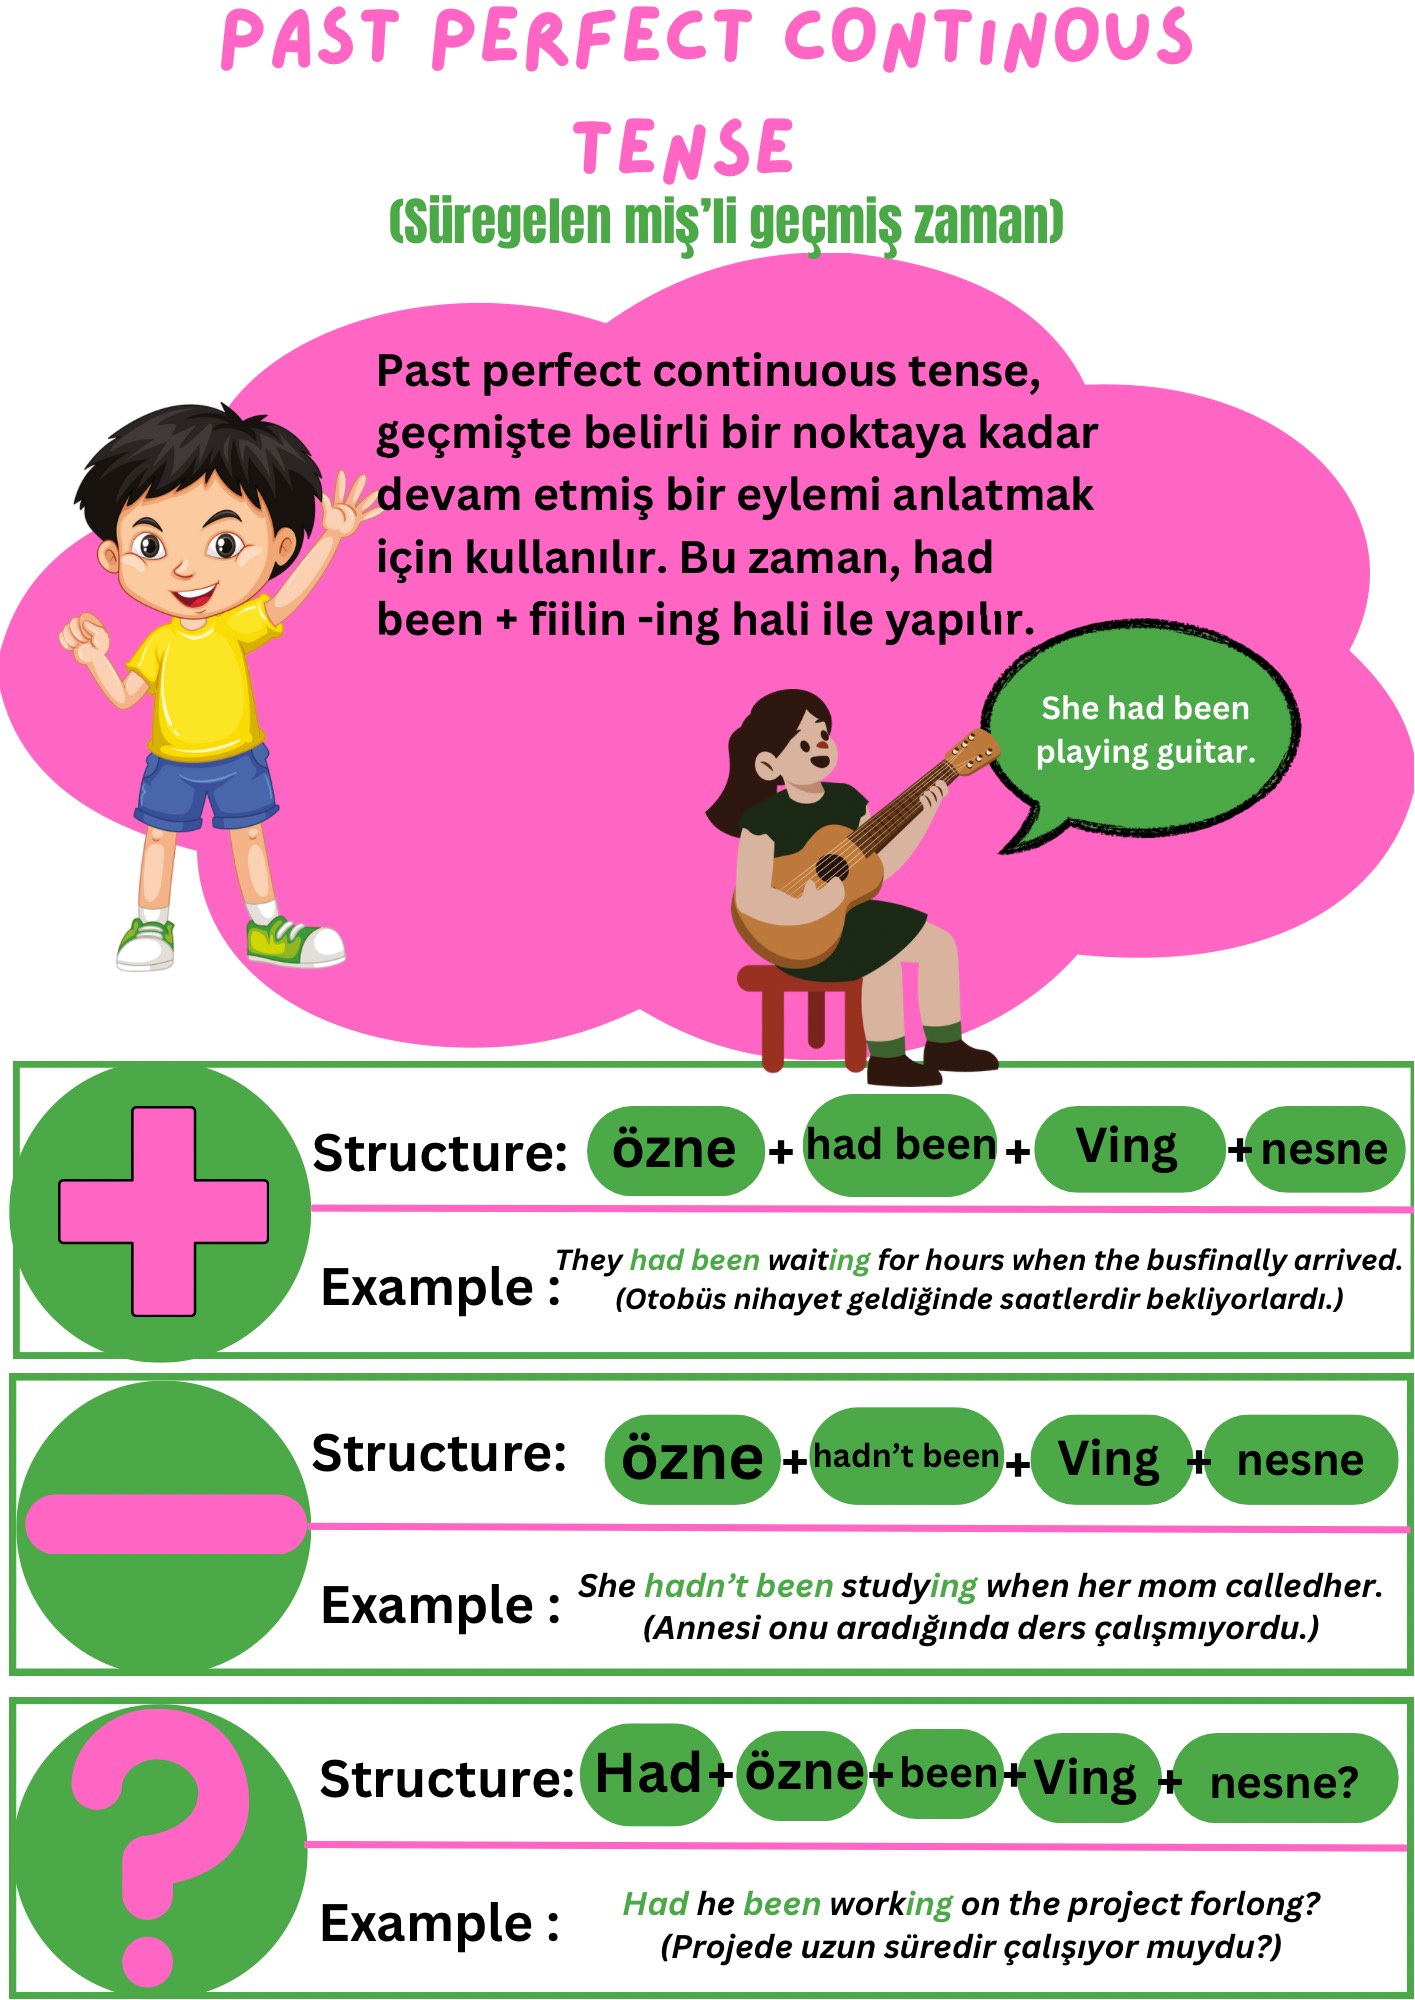 PAST PERFECT CONTINOUS
TENSE
(Süregelen miş’li geçmiş zaman)
Past perfect continuous tense,
geçmişte belirli bir noktaya kadar
devam etmiş bir eylemi anlatmak
için kullanılır. Bu zaman, had
been + fiilin -ing hali ile yapılır.
She had been
playing guitar.
Structure: özne + had been + Ving + nesne
Example : They had been waiting for hours when the busfinally arrived.
(Otobüs nihayet geldiğinde saatlerdir bekliyorlardı.)
Structure: özne + hadn’t been + Ving + nesne
Example : She hadn’t been studying when her mom calledher.
(Annesi onu aradığında ders çalışmıyordu.)
Structure: Had + özne + been + Ving + nesne?
Example : Had he been working on the project forlong?
(Projede uzun süredir çalışıyor muydu?)